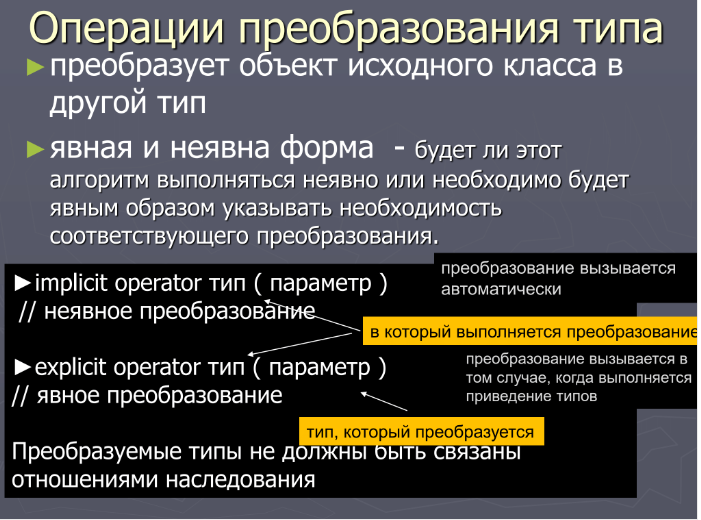 Операции преобразования типа
►преобразует объект исходного класса в
другой тип
►явная и неявна форма - будет ли этот
алгоритм выполняться неявно или необходимо будет
явным образом указывать необходимость
соответствующего преобразования.
►implicit operator тип ( параметр )
// неявное преобразование
преобразование вызывается
автоматически
в который выполняется преобразование
►explicit operator тип ( параметр )
// явное преобразование
преобразование вызывается в
том случае, когда выполняется
приведение типов
тип, который преобразуется
Преобразуемые типы не должны быть связаны
отношениями наследования